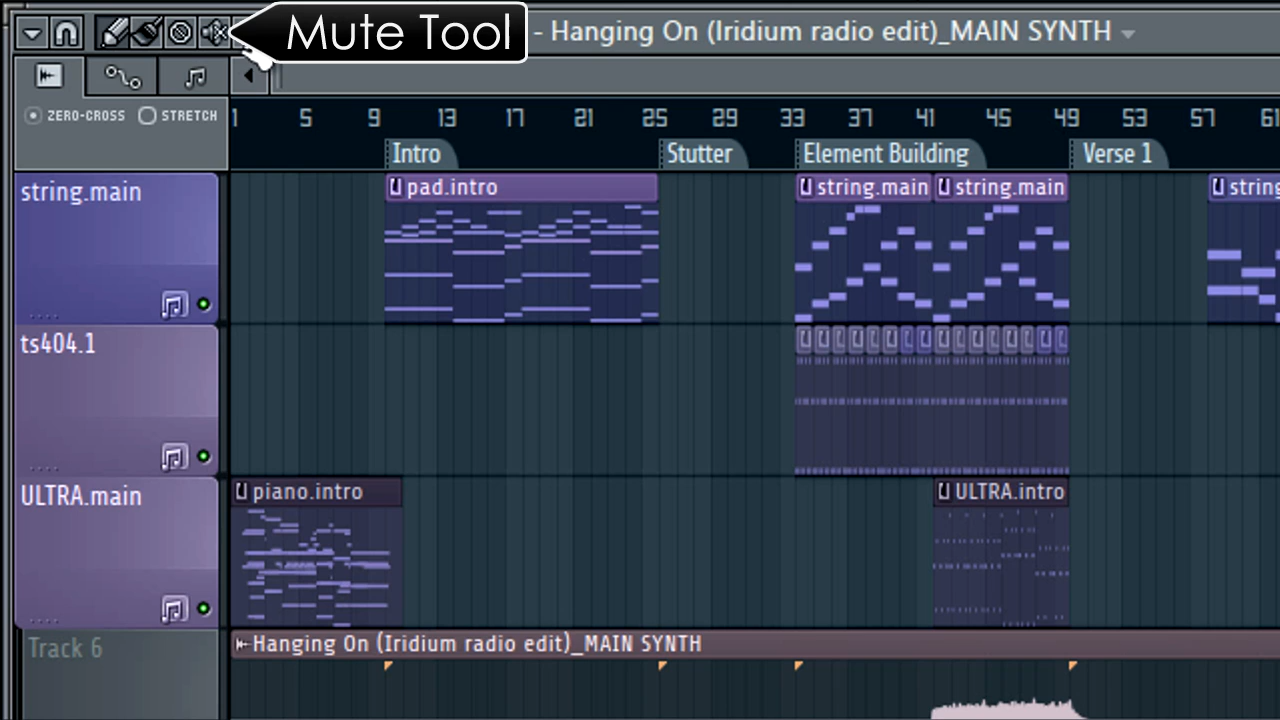 Mute Tool
- Hanging On (Iridium radio edit)_MAIN SYNTH
ZERO-CROSS STRETCH
1 5 9 13 17 21 25 29 33 37 41 45 49 53 57 61
Intro Stutter Element Building Verse 1
string.main
pad.intro string.main string.main string
ts404.1
ULTRA.main
piano.intro ULTRA.intro
Track 6
Hanging On (Iridium radio edit)_MAIN SYNTH